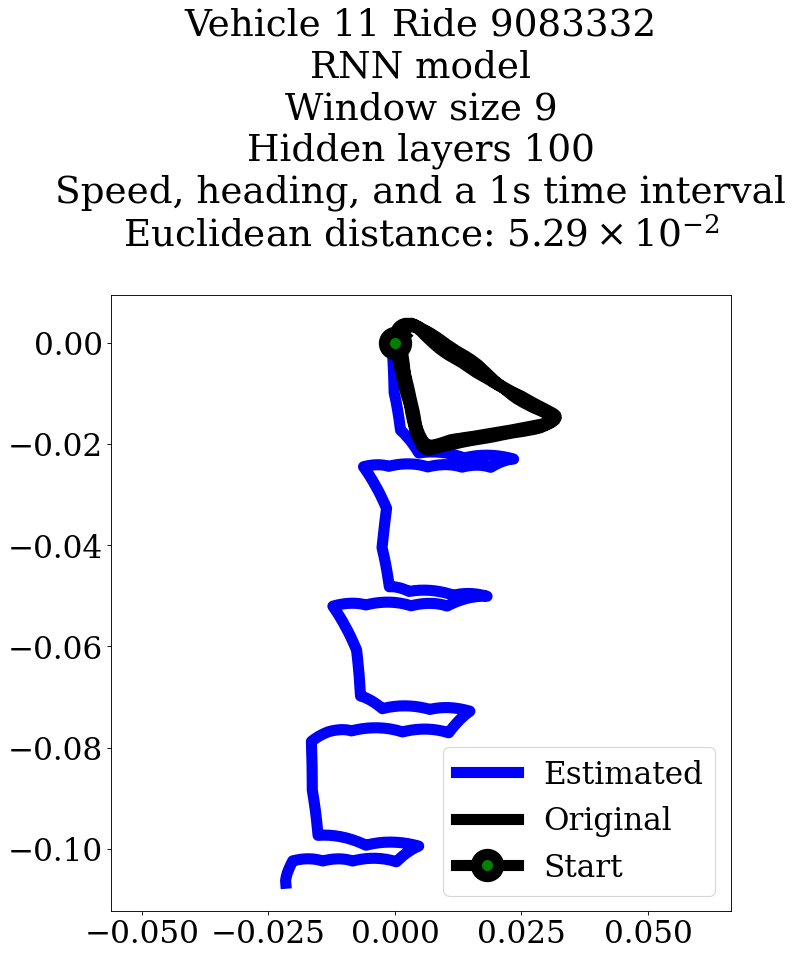 Vehicle 11 Ride 9083332
RNN model
Window size 9
Hidden layers 100
Speed, heading, and a 1s time interval
Euclidean distance: 5.29 × 10⁻²
0.00
−0.02
−0.04
−0.06
−0.08
−0.10
Estimated
Original
Start
−0.050 −0.025 0.000 0.025 0.050